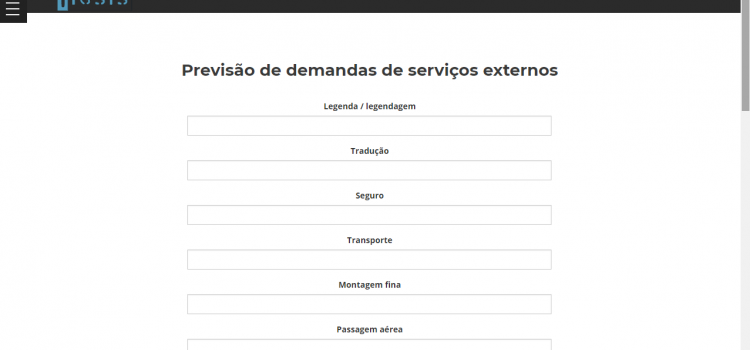 Previsão de demandas de serviços externos
Legenda / legendagem
Tradução
Seguro
Transporte
Montagem fina
Passagem aérea